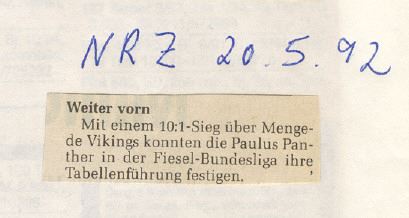 NRZ 20.5.92
Weiter vorn
Mit einem 10:1-Sieg über Menge-
de Vikings konnten die Paulus Pan-
ther in der Fiesel-Bundesliga ihre
Tabellenführung festigen.